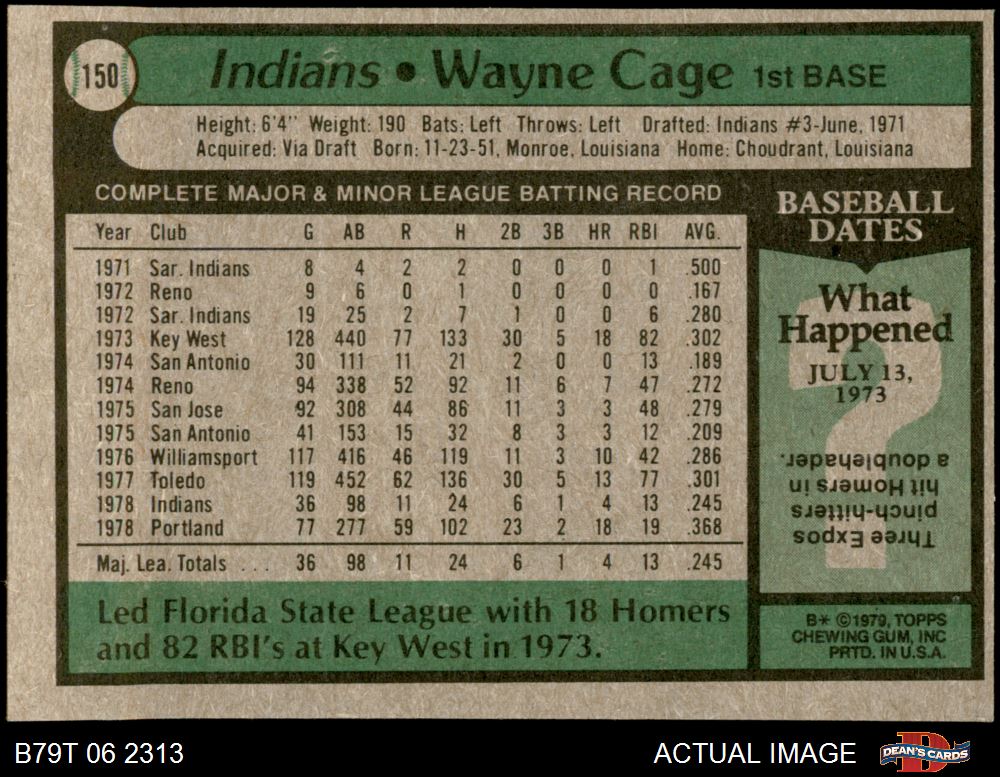 150
Indians • Wayne Cage 1st BASE
Height: 6'4" Weight: 190 Bats: Left Throws: Left Drafted: Indians #3-June, 1971
Acquired: Via Draft Born: 11-23-51, Monroe, Louisiana Home: Choudrant, Louisiana
COMPLETE MAJOR & MINOR LEAGUE BATTING RECORD
Year Club G AB R H 2B 3B HR RBI AVG.
1971 Sar. Indians 8 4 2 2 0 0 0 1 .500
1972 Reno 9 6 0 1 0 0 0 0 .167
1972 Sar. Indians 19 25 2 7 1 0 0 6 .280
1973 Key West 128 440 77 133 30 5 18 82 .302
1974 San Antonio 30 111 11 21 2 0 0 13 .189
1974 Reno 94 338 52 92 11 6 7 47 .272
1975 San Jose 92 308 44 86 11 3 3 48 .279
1975 San Antonio 41 153 15 32 8 3 3 12 .209
1976 Williamsport 117 416 46 119 11 3 10 42 .286
1977 Toledo 119 452 62 136 30 5 13 77 .301
1978 Indians 36 98 11 24 6 1 4 13 .245
1978 Portland 77 277 59 102 23 2 18 19 .368
Maj. Lea. Totals . . . 36 98 11 24 6 1 4 13 .245
Led Florida State League with 18 Homers
and 82 RBI's at Key West in 1973.
BASEBALL
DATES
What
Happened
JULY 13,
1973
?
Three Expos
pinch-hitters
hit Homers in
a doubleader.
B* ©1979, TOPPS
CHEWING GUM, INC
PRTD. IN U.S.A.
B79T 06 2313
ACTUAL IMAGE
D
DEAN'S CARDS